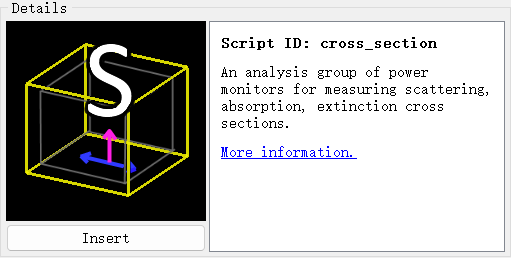 Details
S
Script ID: cross_section
An analysis group of power
monitors for measuring scattering,
absorption, extinction cross
sections.
More information.
Insert